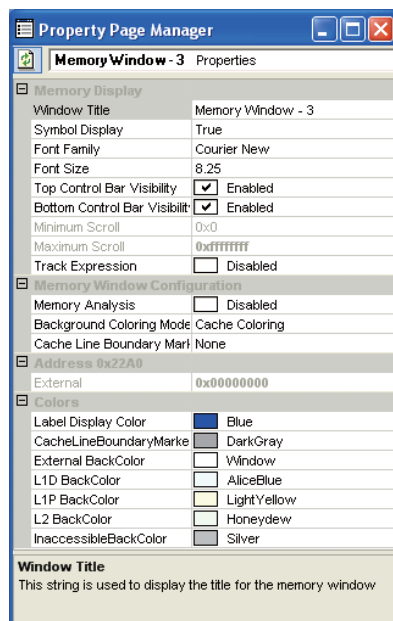 Property Page Manager
Memory Window - 3 Properties
Memory Display
Window Title Memory Window - 3
Symbol Display True
Font Family Courier New
Font Size 8.25
Top Control Bar Visibility Enabled
Bottom Control Bar Visibilit Enabled
Minimum Scroll 0x0
Maximum Scroll 0xffffffff
Track Expression Disabled
Memory Window Configuration
Memory Analysis Disabled
Background Coloring Mode Cache Coloring
Cache Line Boundary Mark None
Address 0x22A0
External 0x00000000
Colors
Label Display Color Blue
CacheLineBoundaryMarke DarkGray
External BackColor Window
L1D BackColor AliceBlue
L1P BackColor LightYellow
L2 BackColor Honeydew
InaccessibleBackColor Silver
Window Title
This string is used to display the title for the memory window